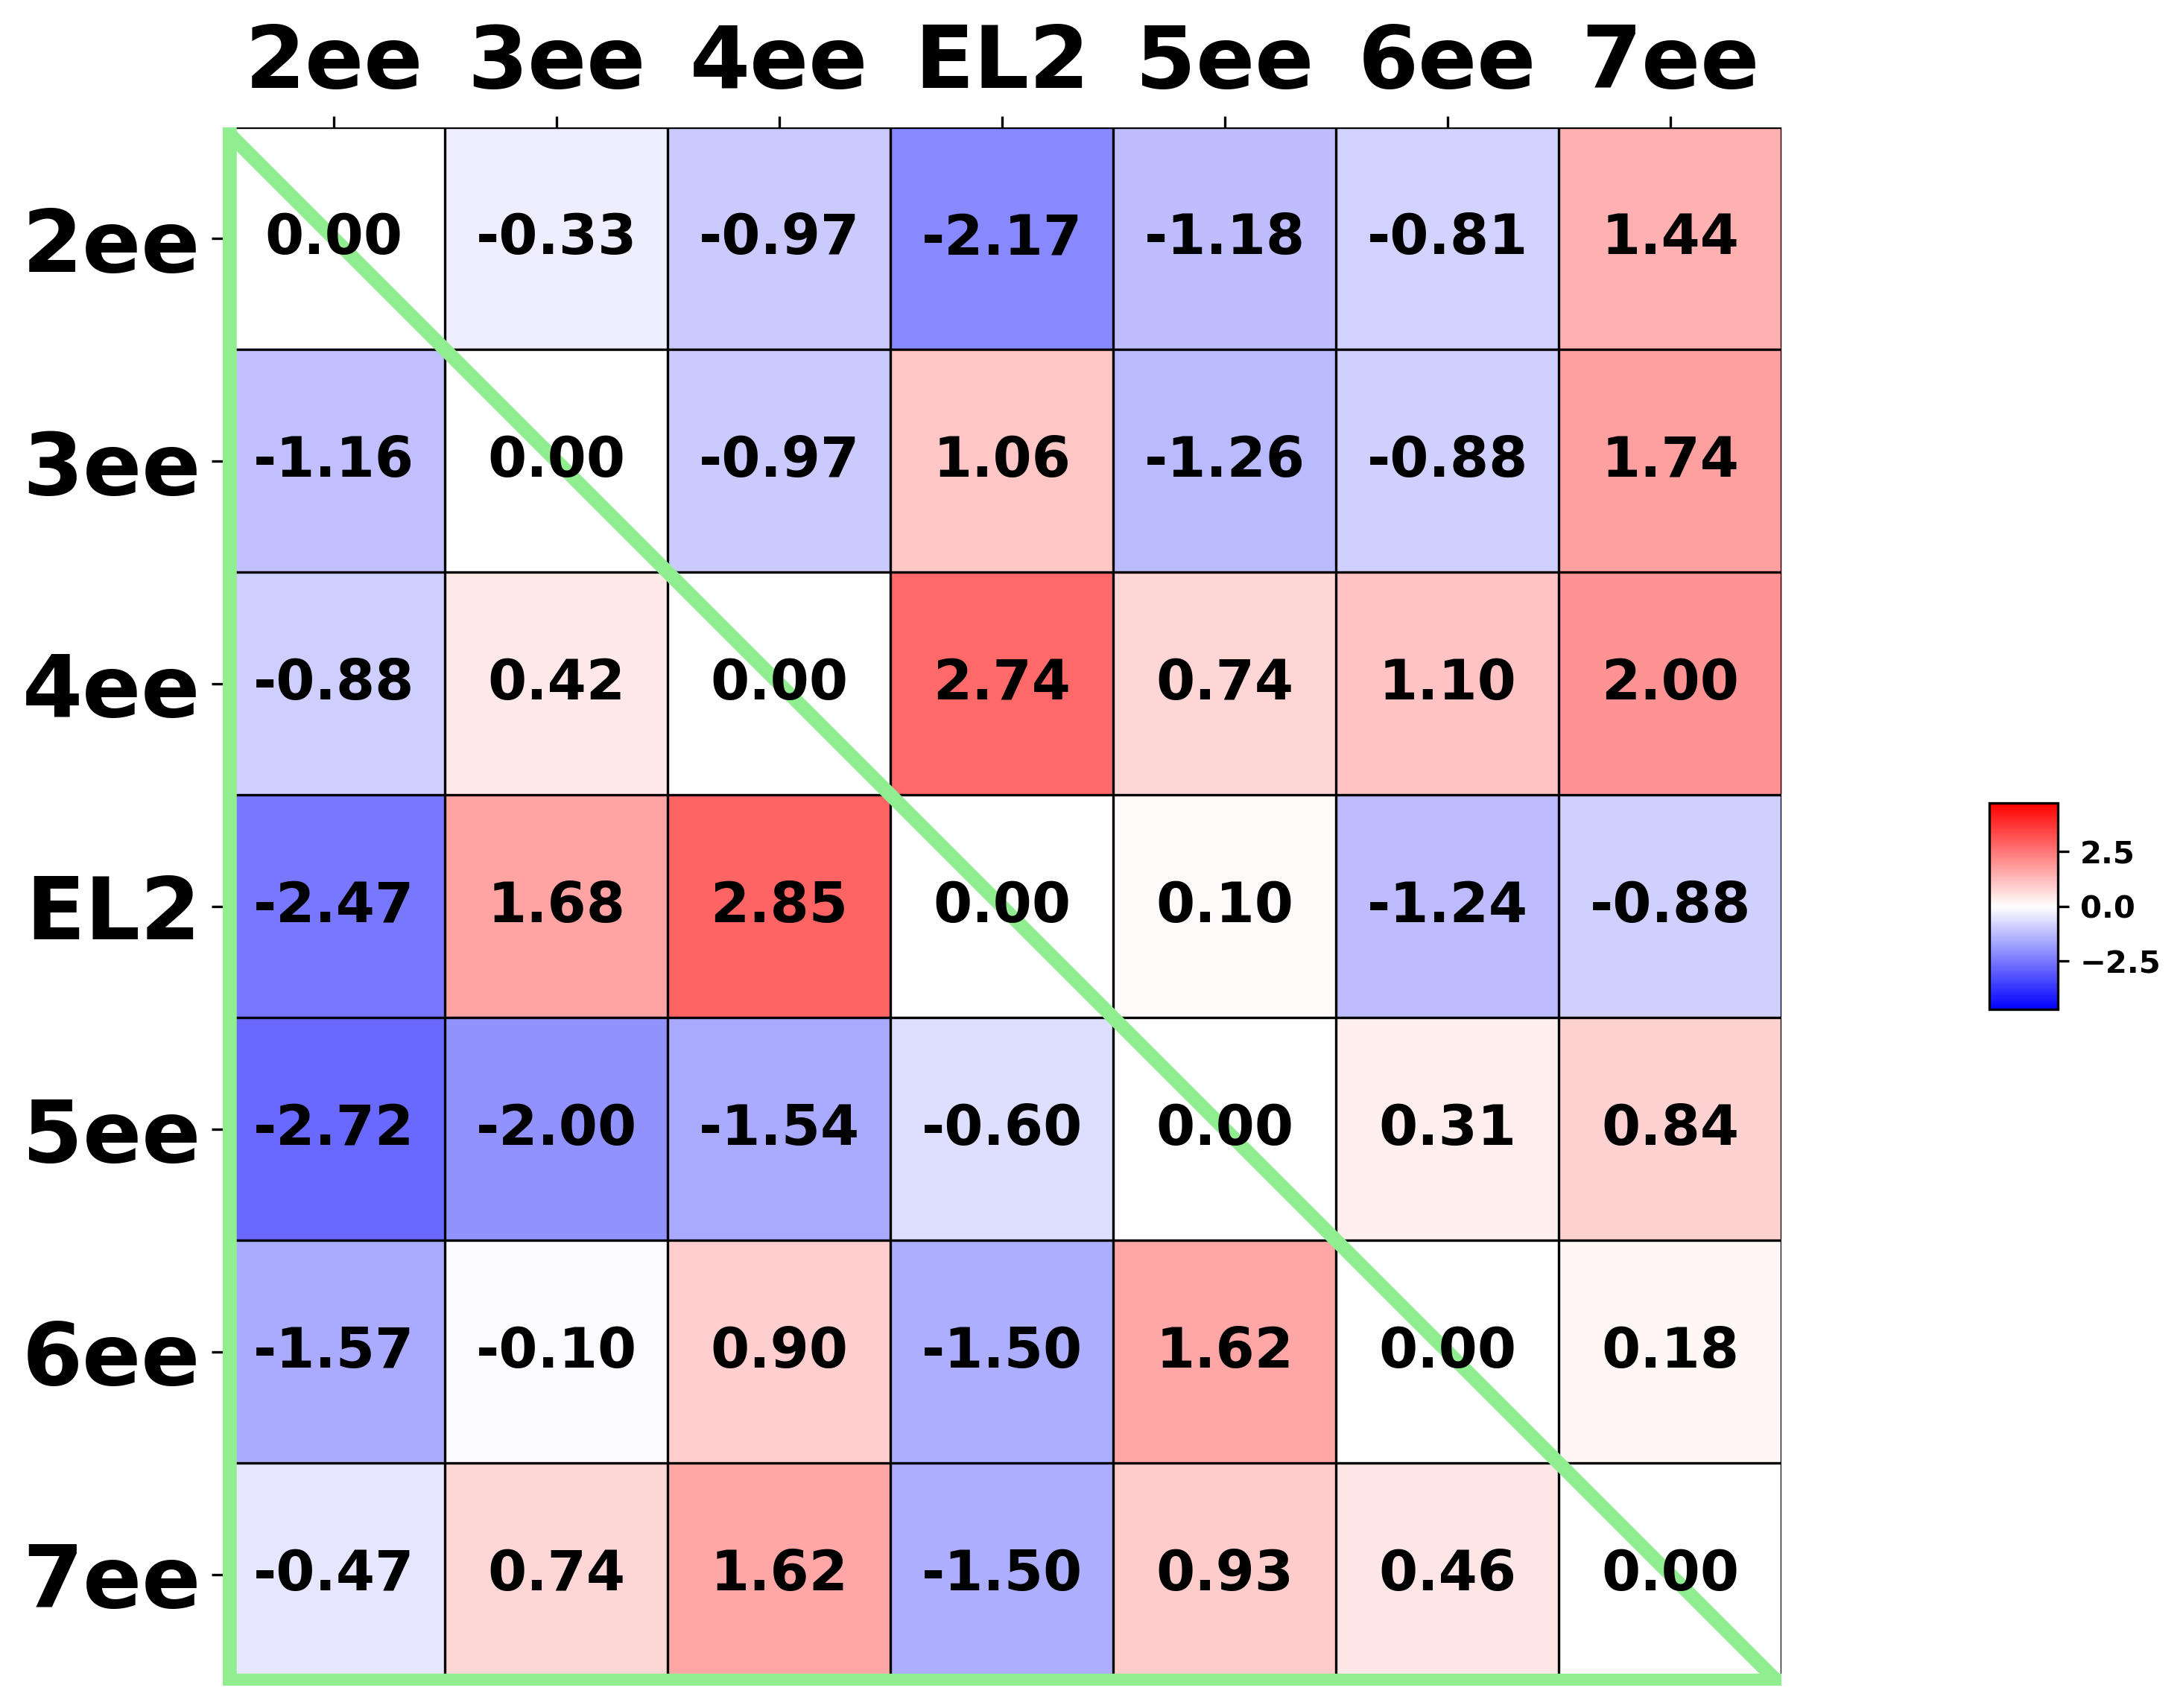 2ee 3ee 4ee EL2 5ee 6ee 7ee
2ee 0.00 -0.33 -0.97 -2.17 -1.18 -0.81 1.44
3ee -1.16 0.00 -0.97 1.06 -1.26 -0.88 1.74
4ee -0.88 0.42 0.00 2.74 0.74 1.10 2.00
EL2 -2.47 1.68 2.85 0.00 0.10 -1.24 -0.88
5ee -2.72 -2.00 -1.54 -0.60 0.00 0.31 0.84
6ee -1.57 -0.10 0.90 -1.50 1.62 0.00 0.18
7ee -0.47 0.74 1.62 -1.50 0.93 0.46 0.00
2.5
0.0
−2.5